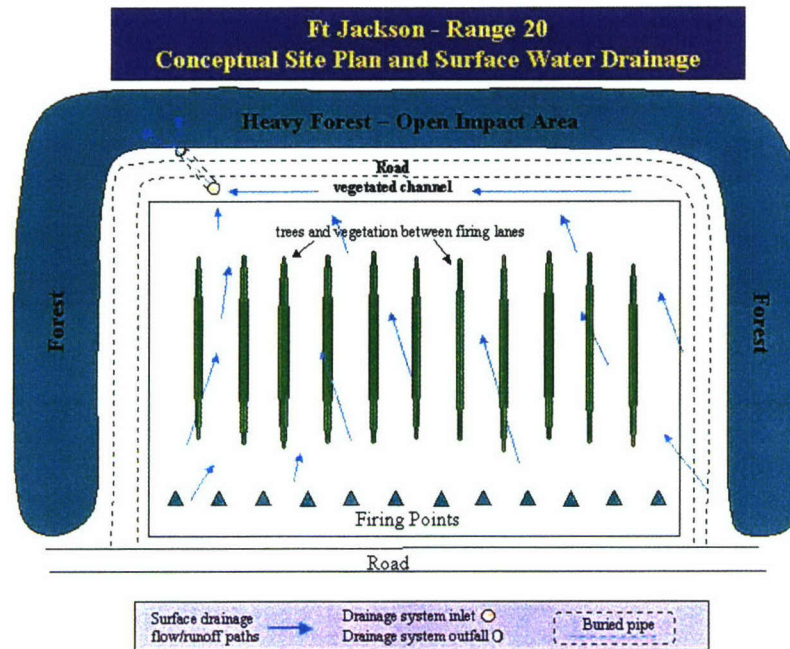 Ft Jackson - Range 20
Conceptual Site Plan and Surface Water Drainage
Heavy Forest – Open Impact Area
Road
vegetated channel
trees and vegetation between firing lanes
Forest
Forest
Firing Points
Road
Surface drainage
flow/runoff paths
Drainage system inlet
Drainage system outfall
Buried pipe